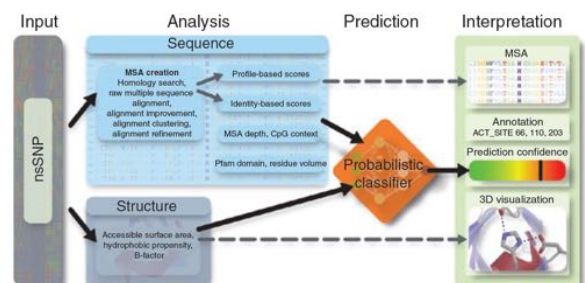 Input
Analysis
Prediction
Interpretation
Sequence
MSA creation
Homology search,
raw multiple sequence
alignment,
alignment improvement,
alignment clustering,
alignment refinement
Profile-based scores
Identity-based scores
MSA depth, CpG context
Pfam domain, residue volume
nsSNP
Structure
Accessible surface area,
hydrophobic propensity,
B-factor
Probabilistic
classifier
MSA
Annotation
ACT_SITE 66, 110, 203
Prediction confidence
3D visualization